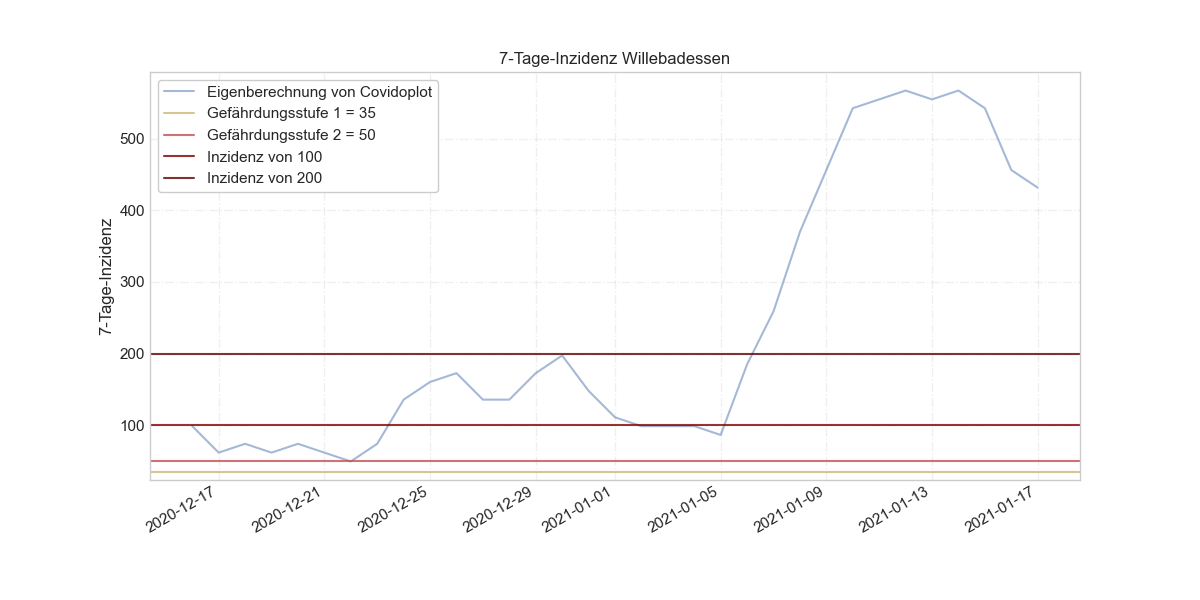 7-Tage-Inzidenz Willebadessen
Eigenberechnung von Covidoplot
Gefährdungsstufe 1 = 35
Gefährdungsstufe 2 = 50
Inzidenz von 100
Inzidenz von 200
7-Tage-Inzidenz
500
400
300
200
100
2020-12-17
2020-12-21
2020-12-25
2020-12-29
2021-01-01
2021-01-05
2021-01-09
2021-01-13
2021-01-17